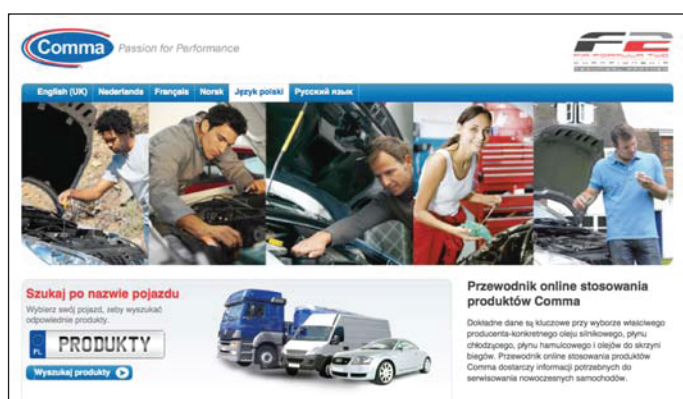 Comma Passion for Performance
F2
English (UK) Nederlands Français Norsk Język polski Русский язык
Szukaj po nazwie pojazdu
Wybierz swój pojazd, żeby wyszukać
odpowiednie produkty.
PL PRODUKTY
Wyszukaj produkty
Przewodnik online stosowania
produktów Comma
Dokładne dane są kluczowe przy wyborze właściwego
producenta-konkretnego oleju silnikowego, płynu
chłodzącego, płynu hamulcowego i olejów do skrzyni
biegów. Przewodnik online stosowania produktów
Comma dostarczy informacji potrzebnych do
serwisowania nowoczesnych samochodów.